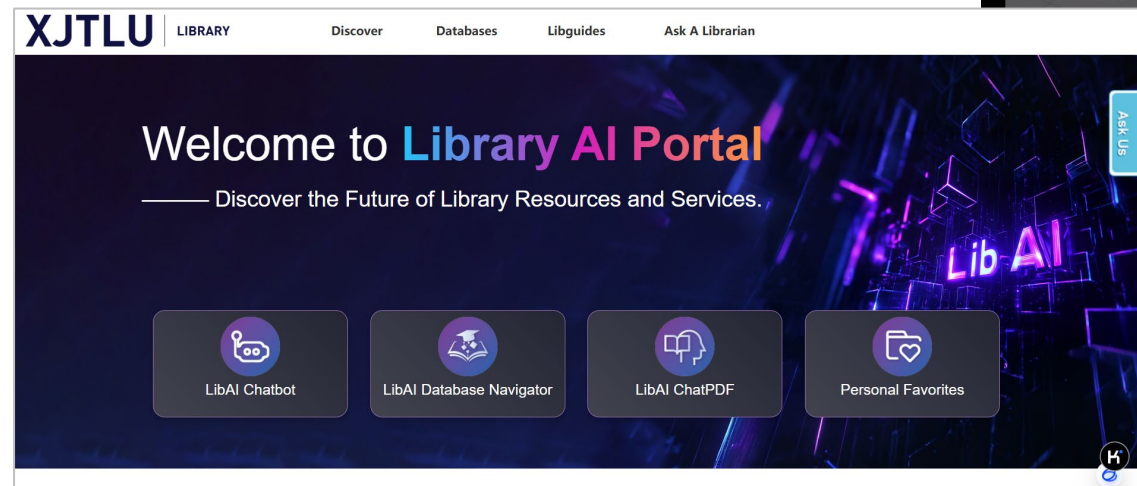 XJTLU LIBRARY Discover Databases Libguides Ask A Librarian
Welcome to Library AI Portal
Discover the Future of Library Resources and Services.
Ask Us
Lib AI
LibAI Chatbot LibAI Database Navigator LibAI ChatPDF Personal Favorites
K